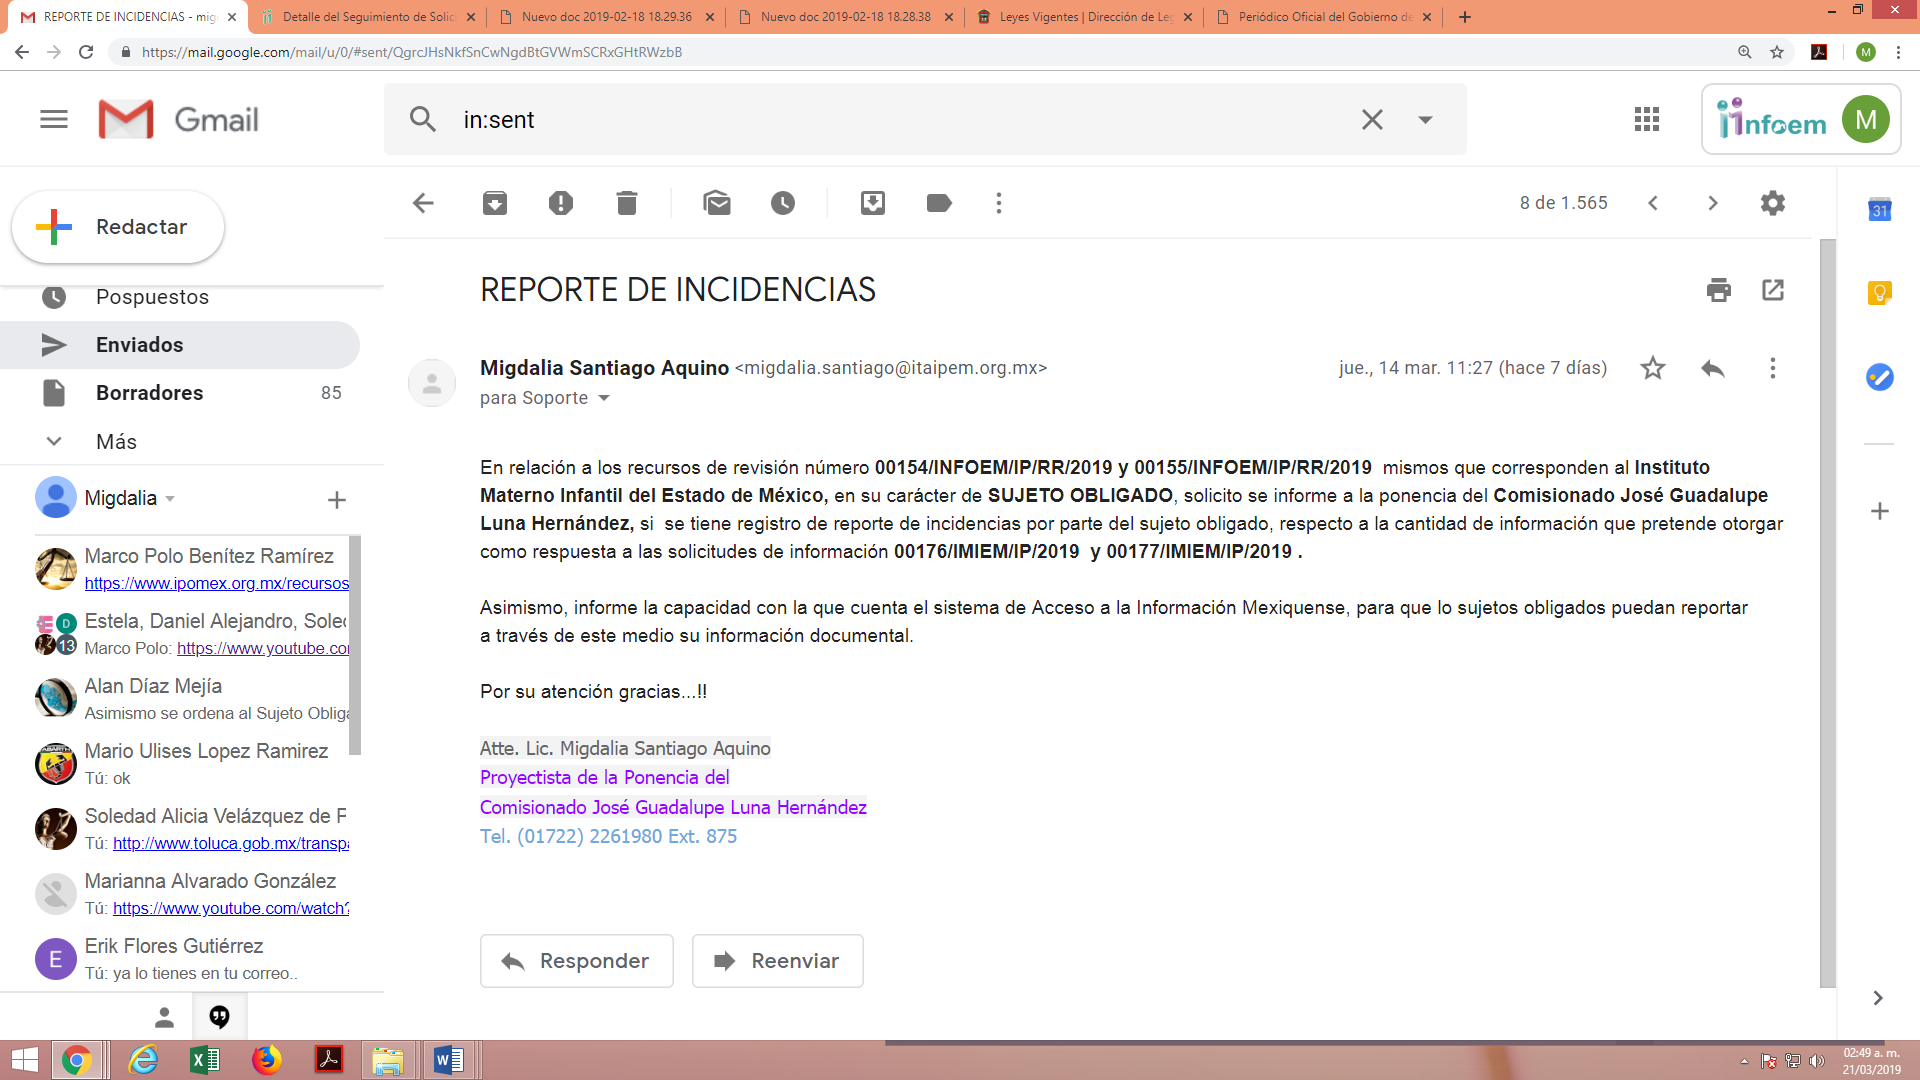 REPORTE DE INCIDENCIAS - mig
Detalle del Seguimiento de Solic
Nuevo doc 2019-02-18 18.29.36
Nuevo doc 2019-02-18 18.28.38
Leyes Vigentes | Dirección de Leg
Periódico Oficial del Gobierno de
https://mail.google.com/mail/u/0/#sent/QgrcJHsNkfSnCwNgdBtGVWmSCRxGHtRWzbB
M
Gmail
in:sent
infoem
M
Redactar
8 de 1.565
31
Pospuestos
Enviados
Borradores 85
Más
REPORTE DE INCIDENCIAS
Migdalia Santiago Aquino <migdalia.santiago@itaipem.org.mx>
jue., 14 mar. 11:27 (hace 7 días)
para Soporte
En relación a los recursos de revisión número 00154/INFOEM/IP/RR/2019 y 00155/INFOEM/IP/RR/2019 mismos que corresponden al Instituto
Materno Infantil del Estado de México, en su carácter de SUJETO OBLIGADO, solicito se informe a la ponencia del Comisionado José Guadalupe
Luna Hernández, si se tiene registro de reporte de incidencias por parte del sujeto obligado, respecto a la cantidad de información que pretende otorgar
como respuesta a las solicitudes de información 00176/IMIEM/IP/2019 y 00177/IMIEM/IP/2019 .
Asimismo, informe la capacidad con la que cuenta el sistema de Acceso a la Información Mexiquense, para que lo sujetos obligados puedan reportar
a través de este medio su información documental.
Por su atención gracias...!!
Atte. Lic. Migdalia Santiago Aquino
Proyectista de la Ponencia del
Comisionado José Guadalupe Luna Hernández
Tel. (01722) 2261980 Ext. 875
Responder
Reenviar
Migdalia
Marco Polo Benítez Ramírez
https://www.ipomex.org.mx/recursos
D
13
Estela, Daniel Alejandro, Soled
Marco Polo: https://www.youtube.co
Alan Díaz Mejía
Asimismo se ordena al Sujeto Oblig
ABARTH
Mario Ulises Lopez Ramirez
Tú: ok
Soledad Alicia Velázquez de P
Tú: http://www.toluca.gob.mx/transpa
Marianna Alvarado González
Tú: https://www.youtube.com/watch?
E
Erik Flores Gutiérrez
Tú: ya lo tienes en tu correo..
02:49 a. m.
21/03/2019